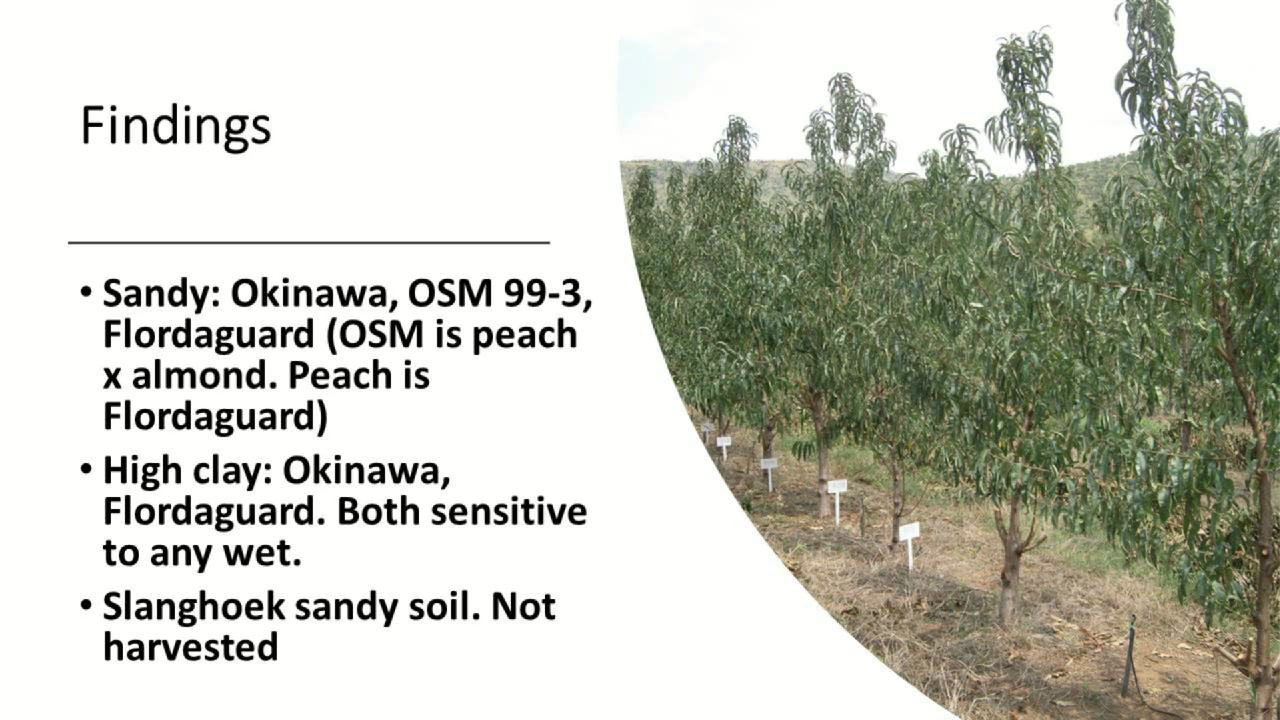 Findings
• Sandy: Okinawa, OSM 99-3,
Flordaguard (OSM is peach
x almond. Peach is
Flordaguard)
• High clay: Okinawa,
Flordaguard. Both sensitive
to any wet.
• Slanghoek sandy soil. Not
harvested